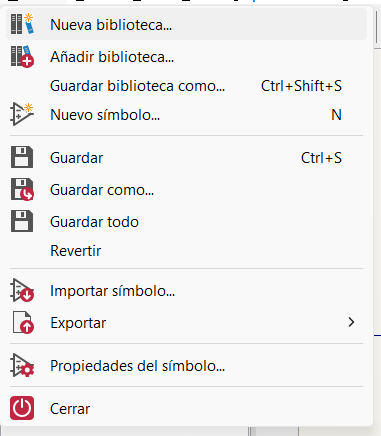 Nueva biblioteca...
Añadir biblioteca...
Guardar biblioteca como... Ctrl+Shift+S
Nuevo símbolo... N
Guardar Ctrl+S
Guardar como...
Guardar todo
Revertir
Importar símbolo...
Exportar
Propiedades del símbolo...
Cerrar